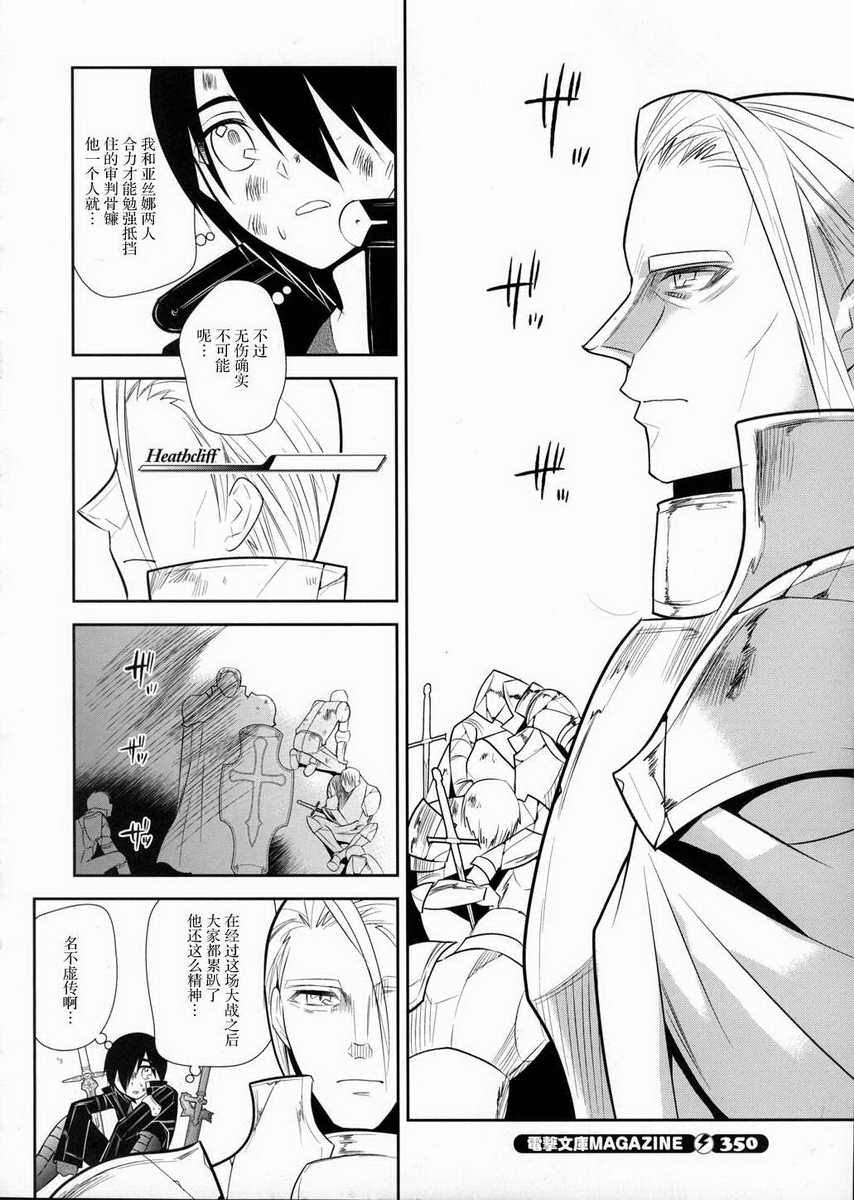 ザッ
ザッ
ザッ
我和亚丝娜两人
合力才能勉强抵挡
住的审判骨镰
他一个人就…
不过
无伤确实
不可能
呢…
Heathcliff
ザッ
ザッ
ザッ
在经过这场大战之后
大家都累趴了
他还这么精神…
名不虚传啊…
電撃文庫MAGAZINE 350